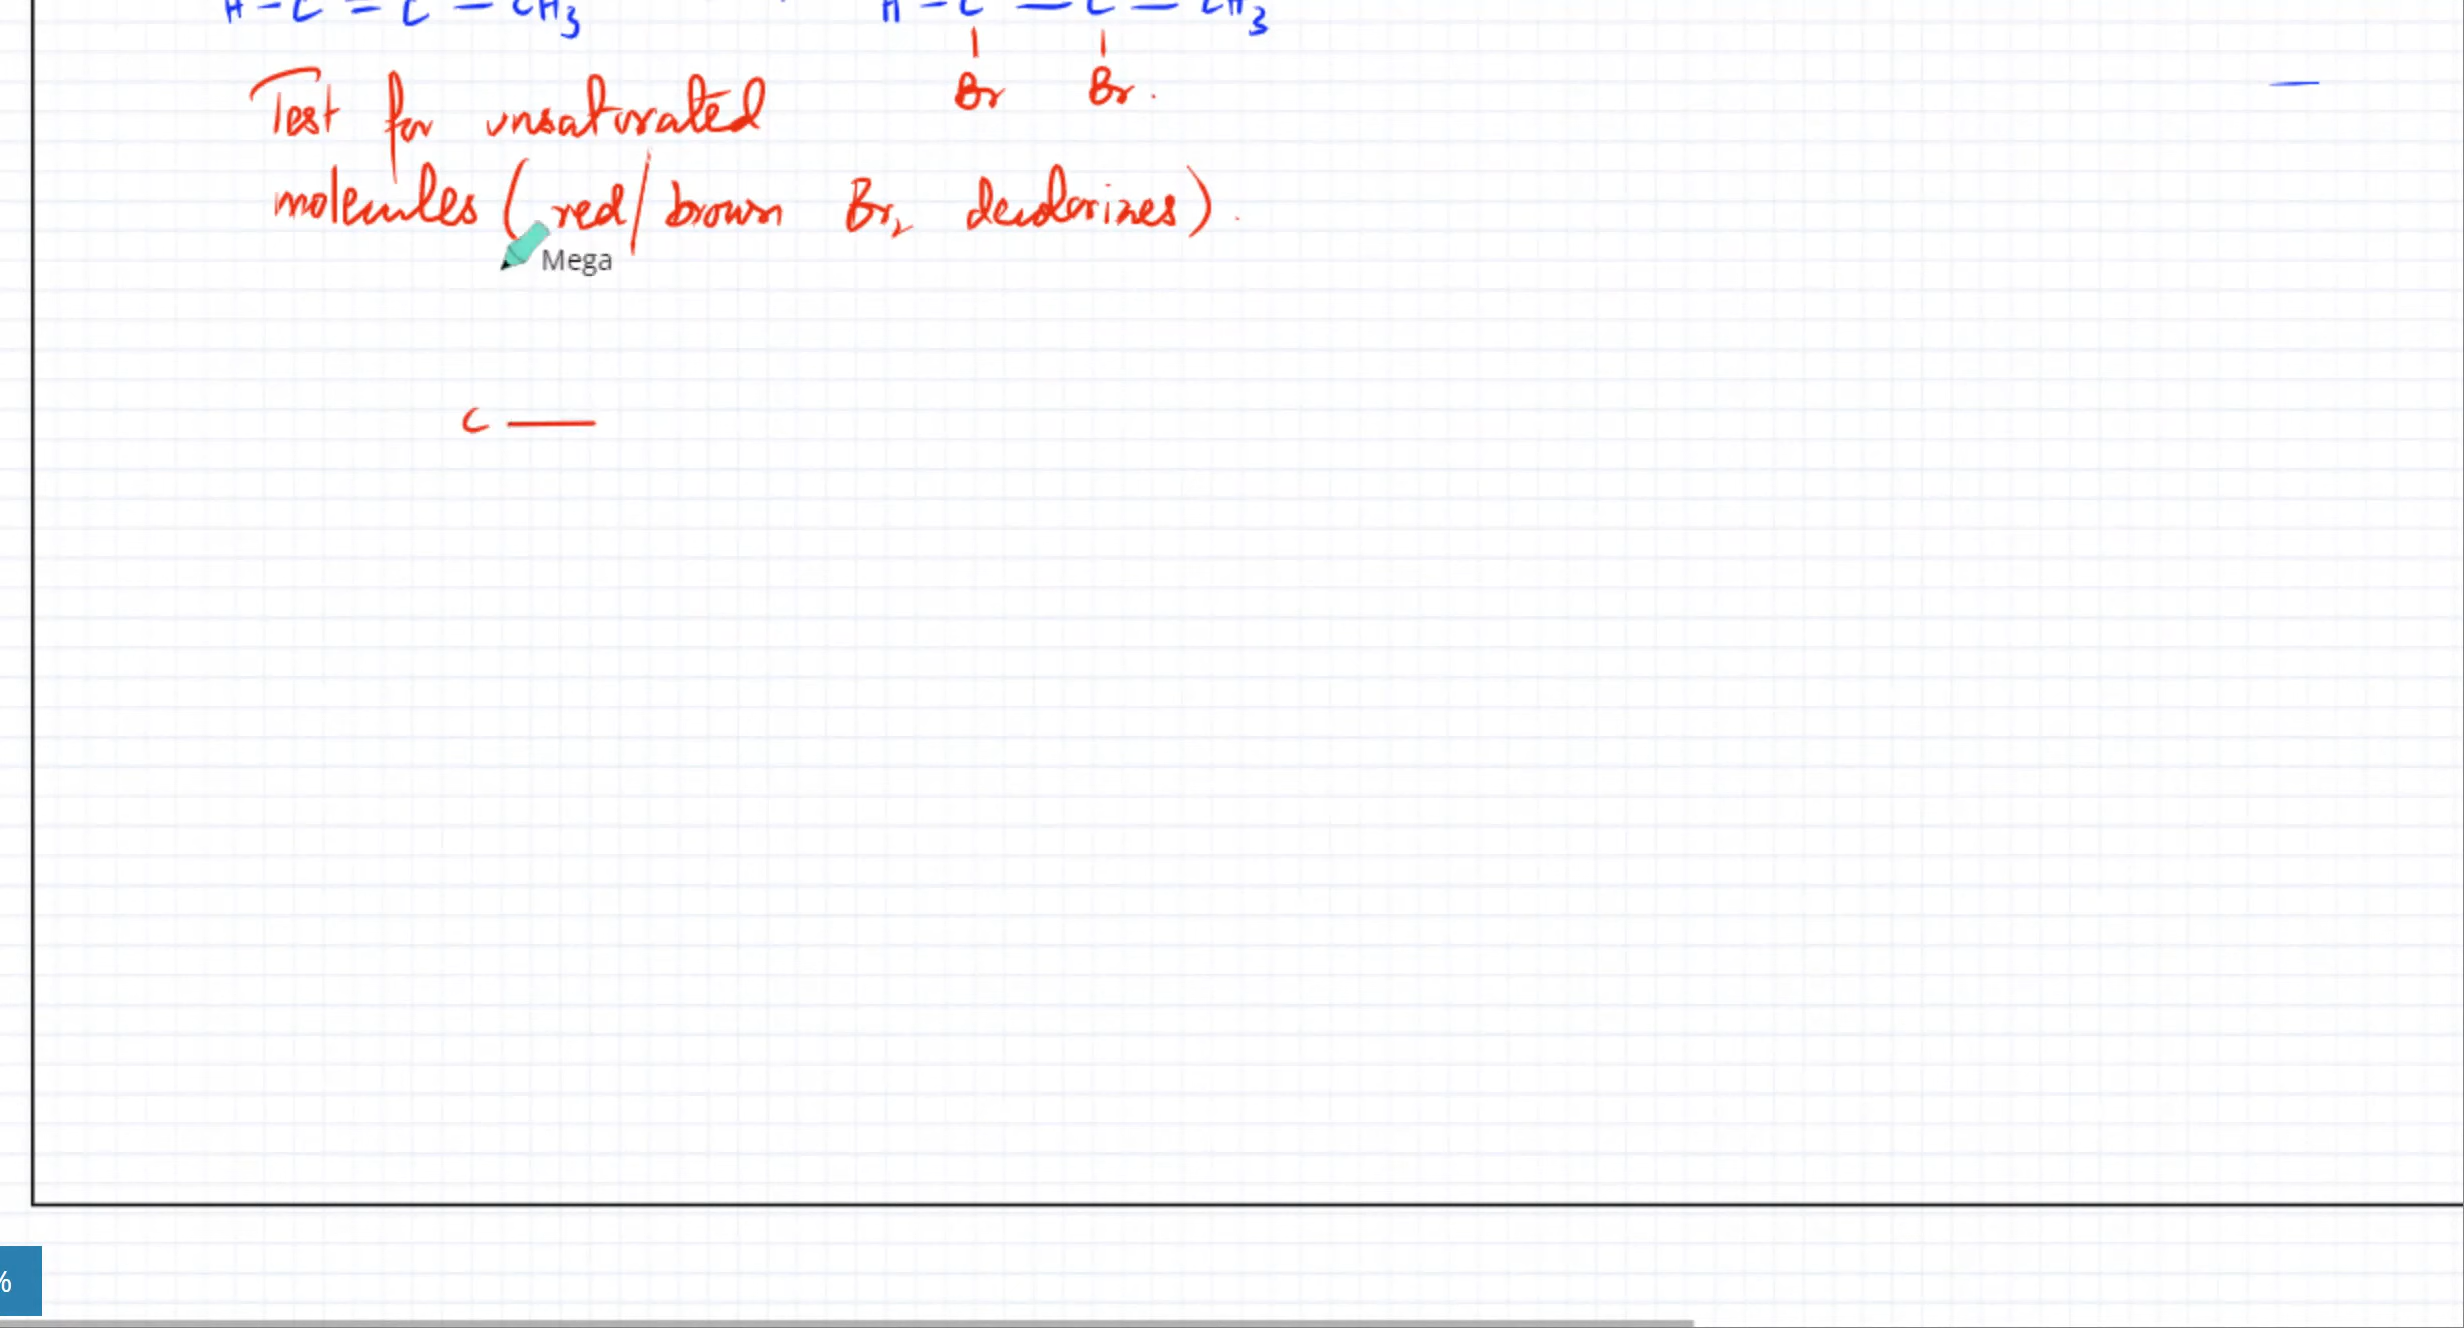 H – C = C – CH3 H – C – C – CH3
Br Br.
Test for unsaturated
molecules (red/brown Br2 decolorizes).
Mega
C —
%